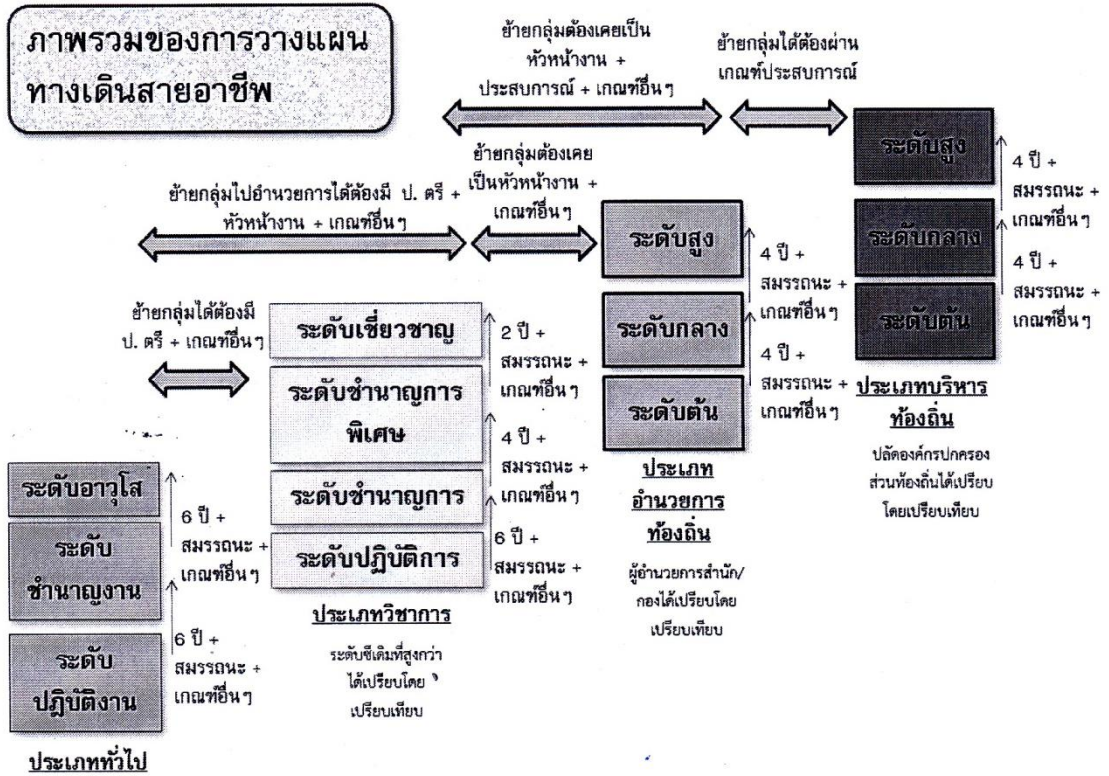 ภาพรวมของการวางแผน
ทางเดินสายอาชีพ
ย้ายกลุ่มต้องเคยเป็น
หัวหน้างาน +
ประสบการณ์ + เกณฑ์อื่นๆ
ย้ายกลุ่มได้ต้องผ่าน
เกณฑ์ประสบการณ์
ย้ายกลุ่มไปอำนวยการได้ต้องมี ป. ตรี +
หัวหน้างาน + เกณฑ์อื่นๆ
ย้ายกลุ่มต้องเคย
เป็นหัวหน้างาน +
เกณฑ์อื่นๆ
ย้ายกลุ่มได้ต้องมี
ป. ตรี + เกณฑ์อื่นๆ
ระดับอาวุโส
6 ปี +
สมรรถนะ +
เกณฑ์อื่นๆ
ระดับ
ชำนาญงาน
6 ปี +
สมรรถนะ +
เกณฑ์อื่นๆ
ระดับ
ปฎิบัติงาน
ประเภททั่วไป
ระดับเชี่ยวชาญ
2 ปี +
สมรรถนะ +
เกณฑ์อื่นๆ
ระดับชำนาญการ
พิเศษ
4 ปี +
สมรรถนะ +
เกณฑ์อื่นๆ
ระดับชำนาญการ
6 ปี +
สมรรถนะ +
เกณฑ์อื่นๆ
ระดับปฏิบัติการ
ประเภทวิชาการ
ระดับซีเดิมที่สูงกว่า
ได้เปรียบโดย
เปรียบเทียบ
ระดับสูง
4 ปี +
สมรรถนะ +
เกณฑ์อื่นๆ
ระดับกลาง
4 ปี +
สมรรถนะ +
เกณฑ์อื่นๆ
ระดับต้น
ประเภท
อำนวยการ
ท้องถิ่น
ผู้อำนวยการสำนัก/
กองได้เปรียบโดย
เปรียบเทียบ
ระดับสูง
4 ปี +
สมรรถนะ +
เกณฑ์อื่นๆ
ระดับกลาง
4 ปี +
สมรรถนะ +
เกณฑ์อื่นๆ
ระดับต้น
ประเภทบริหาร
ท้องถิ่น
ปลัดองค์กรปกครอง
ส่วนท้องถิ่นได้เปรียบ
โดยเปรียบเทียบ